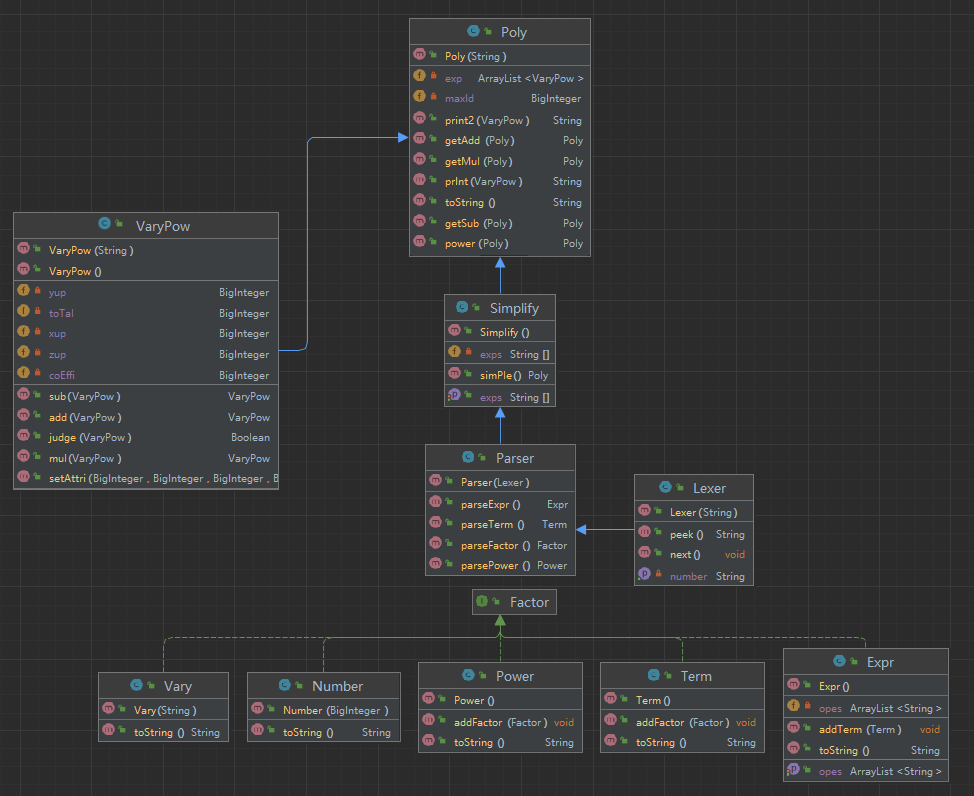 Poly
Poly(String)
exp ArrayList<VaryPow>
maxId BigInteger
print2(VaryPow) String
getAdd (Poly) Poly
getMul (Poly) Poly
prInt(VaryPow) String
toString () String
getSub (Poly) Poly
power(Poly) Poly
VaryPow
VaryPow(String)
VaryPow()
yup BigInteger
toTal BigInteger
xup BigInteger
zup BigInteger
coEffi BigInteger
sub(VaryPow) VaryPow
add(VaryPow) VaryPow
judge (VaryPow) Boolean
mul(VaryPow) VaryPow
setAttri(BigInteger, BigInteger, BigInteger, B
Simplify
Simplify ()
exps String []
simPle() Poly
exps String []
Parser
Parser(Lexer)
parseExpr () Expr
parseTerm () Term
parseFactor () Factor
parsePower () Power
Lexer
Lexer(String)
peek () String
next() void
number String
Factor
Vary
Vary(String)
toString () String
Number
Number (BigInteger)
toString () String
Power
Power ()
addFactor (Factor) void
toString () String
Term
Term()
addFactor (Factor) void
toString () String
Expr
Expr()
opes ArrayList<String>
addTerm (Term) void
toString () String
opes ArrayList<String>